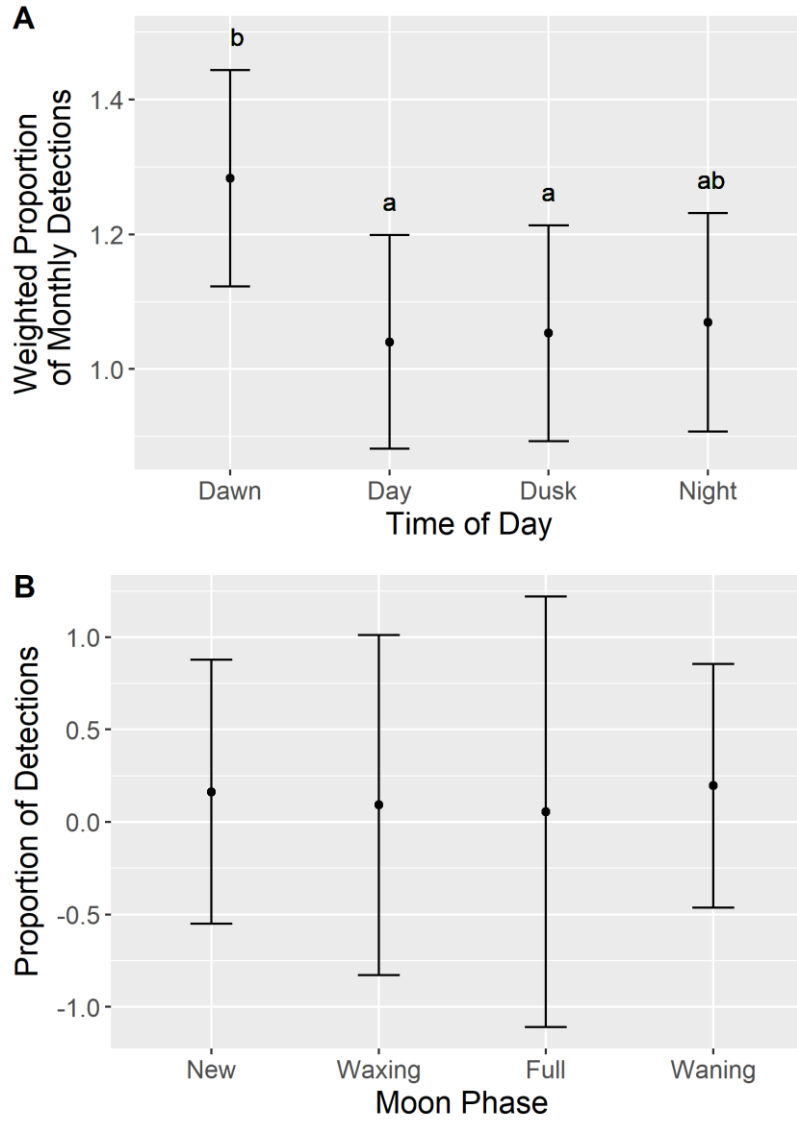 A
Weighted Proportion
of Monthly Detections
1.4
1.2
1.0
b
a
a
ab
Dawn Day Dusk Night
Time of Day
B
Proportion of Detections
1.0
0.5
0.0
-0.5
-1.0
New Waxing Full Waning
Moon Phase